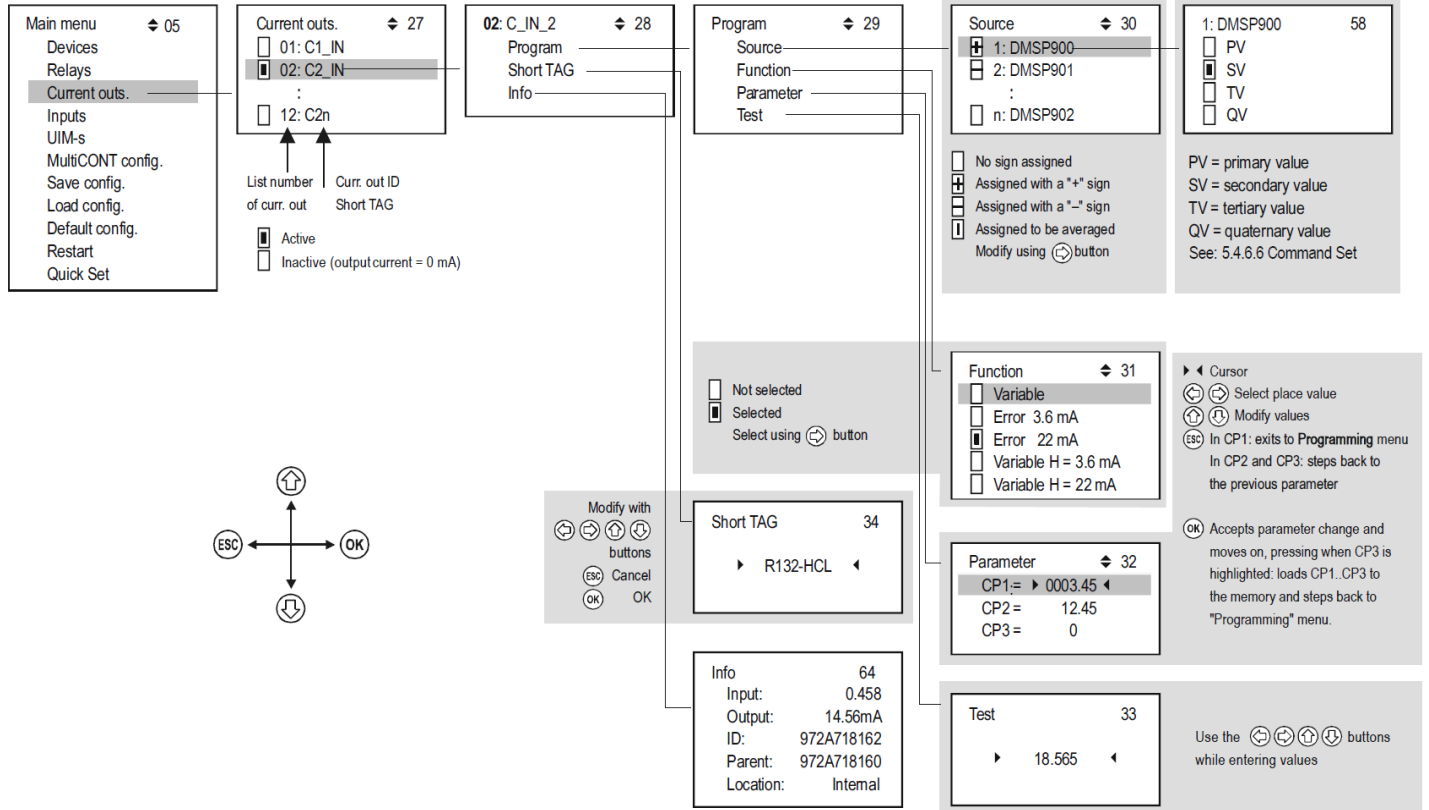 Main menu 05
Devices
Relays
Current outs.
Inputs
UIM-s
MultiCONT config.
Save config.
Load config.
Default config.
Restart
Quick Set
Current outs. 27
01: C1_IN
02: C2_IN
:
12: C2n
List number
of curr. out
Curr. out ID
Short TAG
Active
Inactive (output current = 0 mA)
02: C_IN_2 28
Program
Short TAG
Info
Program 29
Source
Function
Parameter
Test
Source 30
1: DMSP900
2: DMSP901
:
n: DMSP902
No sign assigned
Assigned with a "+" sign
Assigned with a "–" sign
Assigned to be averaged
Modify using button
1: DMSP900 58
PV
SV
TV
QV
PV = primary value
SV = secondary value
TV = tertiary value
QV = quaternary value
See: 5.4.6.6 Command Set
Not selected
Selected
Select using button
Function 31
Variable
Error 3.6 mA
Error 22 mA
Variable H = 3.6 mA
Variable H = 22 mA
Cursor
Select place value
Modify values
ESC In CP1: exits to Programming menu
In CP2 and CP3: steps back to
the previous parameter
OK Accepts parameter change and
moves on, pressing when CP3 is
highlighted: loads CP1..CP3 to
the memory and steps back to
"Programming" menu.
ESC OK
Modify with
buttons
ESC Cancel
OK OK
Short TAG 34
R132-HCL
Parameter 32
CP1:= 0003.45
CP2 = 12.45
CP3 = 0
Info 64
Input: 0.458
Output: 14.56mA
ID: 972A718162
Parent: 972A718160
Location: Internal
Test 33
18.565
Use the buttons
while entering values